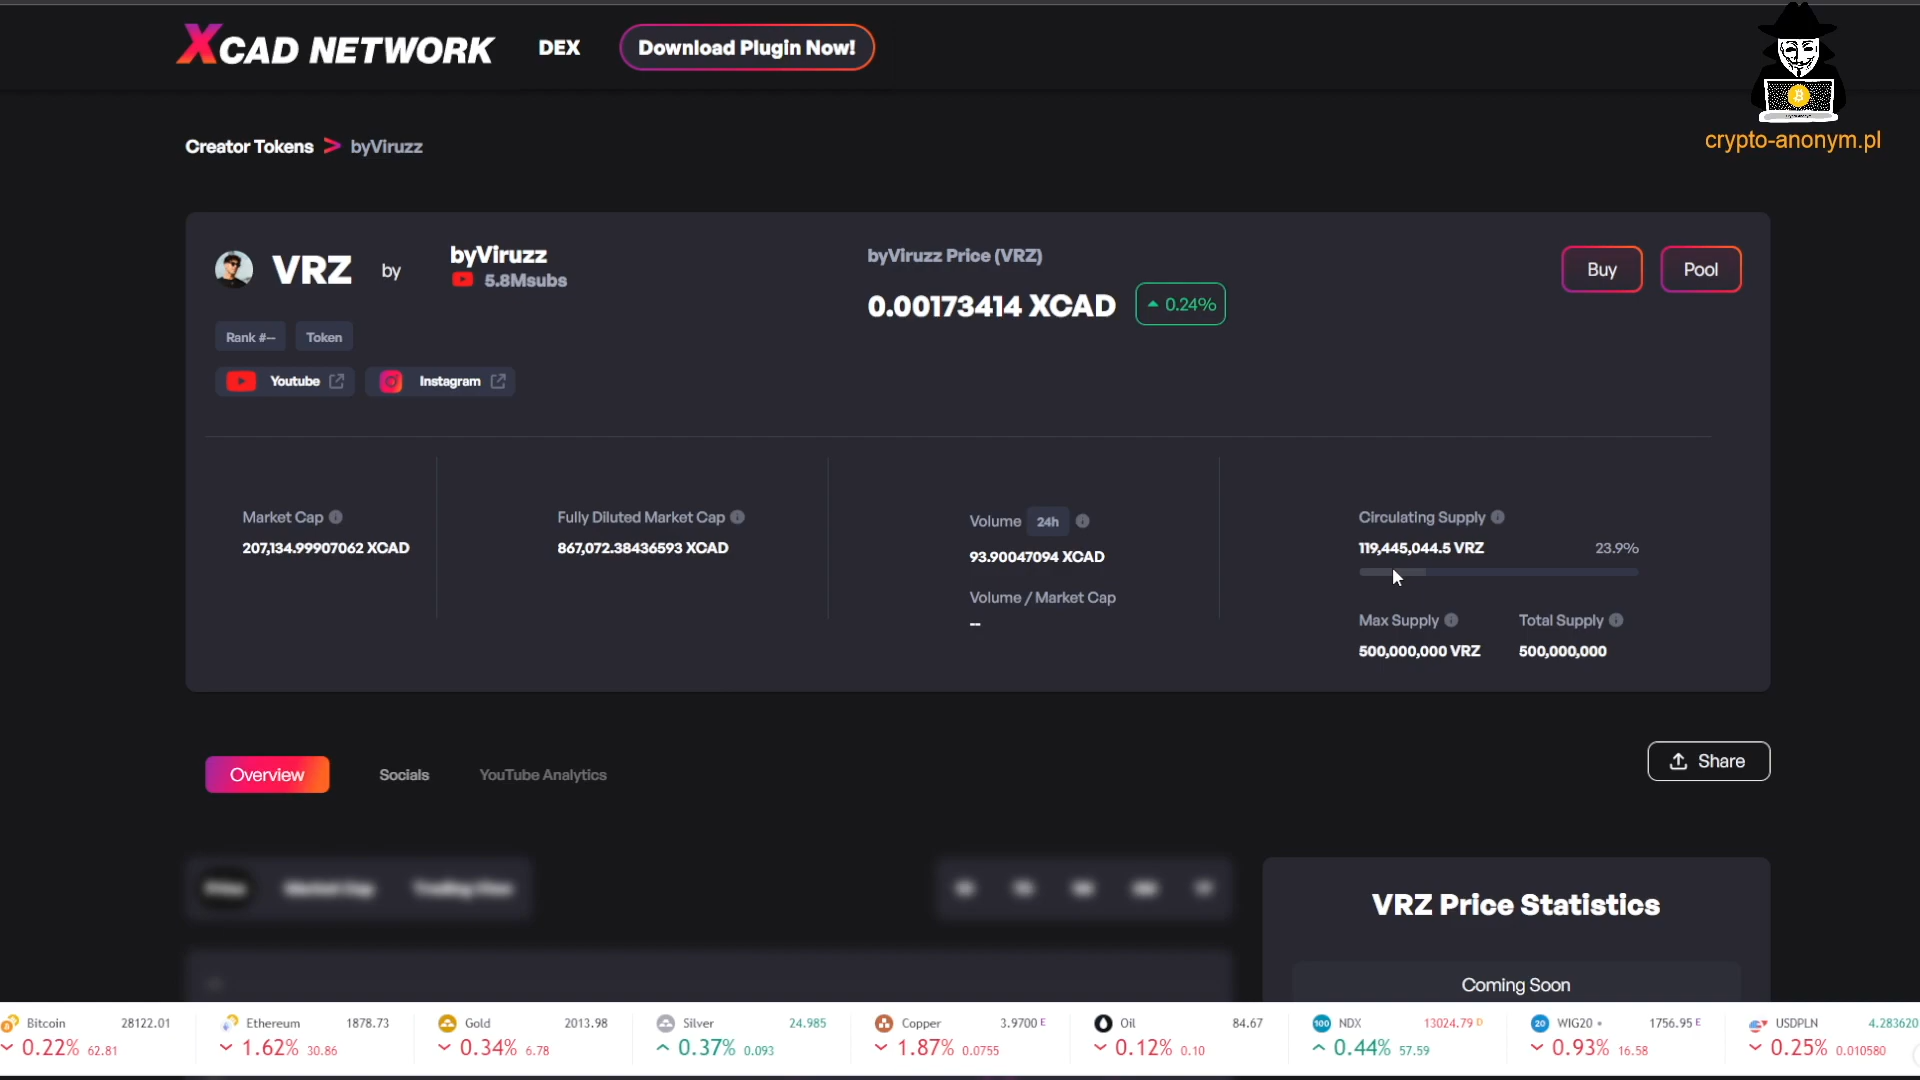 XCAD NETWORK
DEX
Download Plugin Now!
crypto-anonym.pl
Creator Tokens > byViruzz
VRZ by byViruzz
5.8Msubs
byViruzz Price (VRZ)
0.00173414 XCAD
0.24%
Buy
Pool
Rank #--
Token
Youtube
Instagram
Market Cap
207,134.99907062 XCAD
Fully Diluted Market Cap
867,072.38436593 XCAD
Volume 24h
93.90047094 XCAD
Volume / Market Cap
--
Circulating Supply
119,445,044.5 VRZ
23.9%
Max Supply
500,000,000 VRZ
Total Supply
500,000,000
Overview
Socials
YouTube Analytics
Share
Price
Market Cap
Trading View
VRZ Price Statistics
Coming Soon
Bitcoin 28122.01
0.22% 62.81
Ethereum 1878.73
1.62% 30.86
Gold 2013.98
0.34% 6.78
Silver 24.985
0.37% 0.093
Copper 3.9700 E
1.87% 0.0755
Oil 84.67
0.12% 0.10
100 NDX 13024.79 D
0.44% 57.59
20 WIG20 1756.95 E
0.93% 16.58
USDPLN 4.283620
0.25% 0.010580